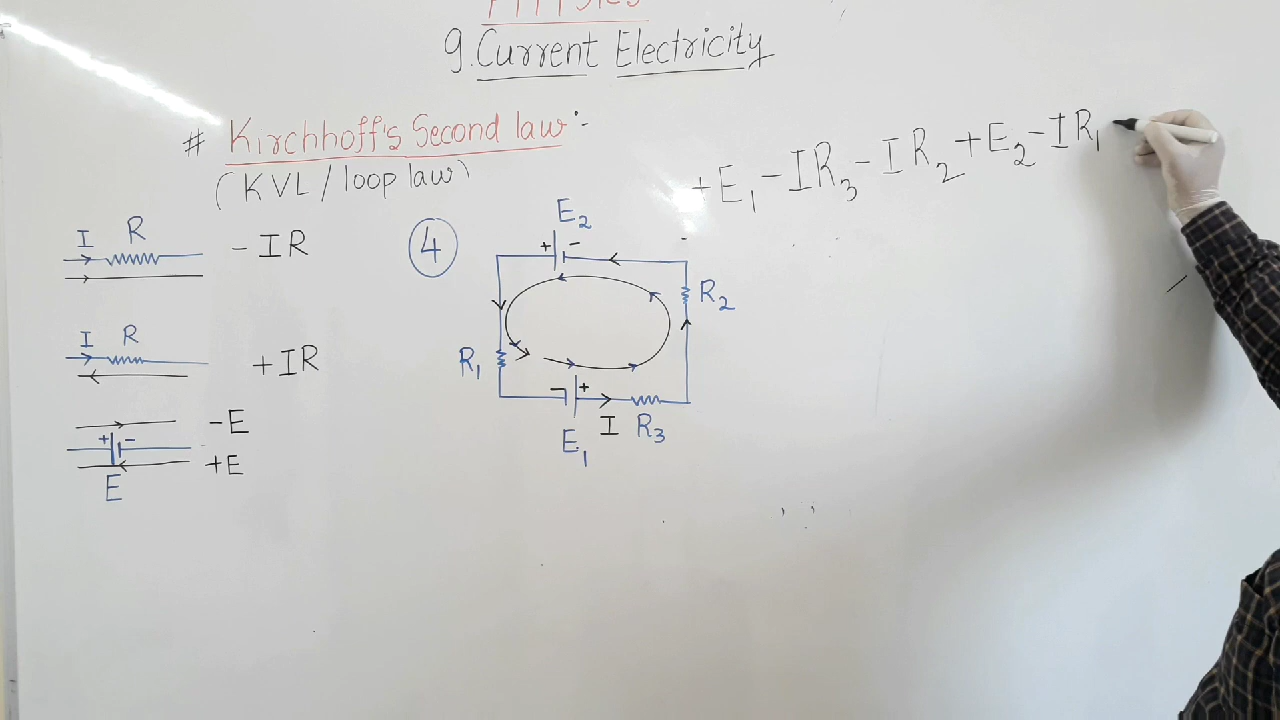 Physics
9. Current Electricity
# Kirchhoff's Second law :-
(KVL / loop law)
+E₁ - IR₃ - IR₂ + E₂ - IR₁
I R - IR
I R + IR
+ - - E
+ E
E
4
E₂
+ -
R₂
R₁
- +
I R₃
E₁